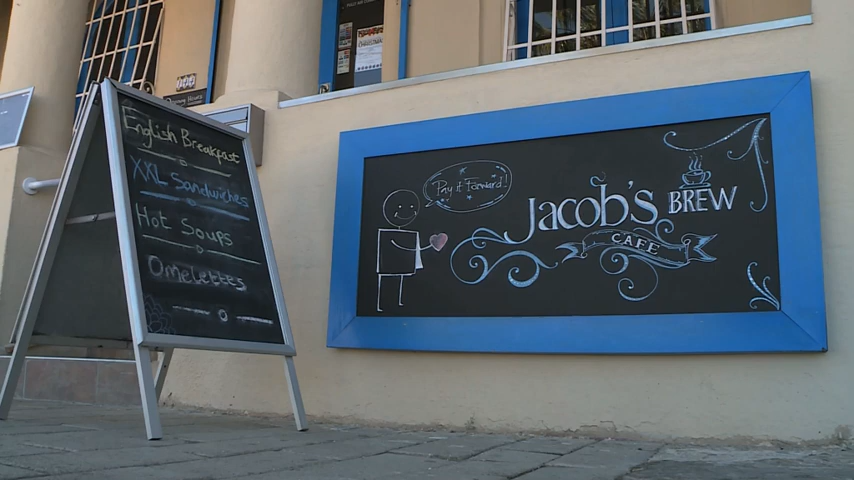 English Breakfast
XXL Sandwiches
Hot Soups
Omelettes
Pay it Forward!
Jacob's BREW
CAFE